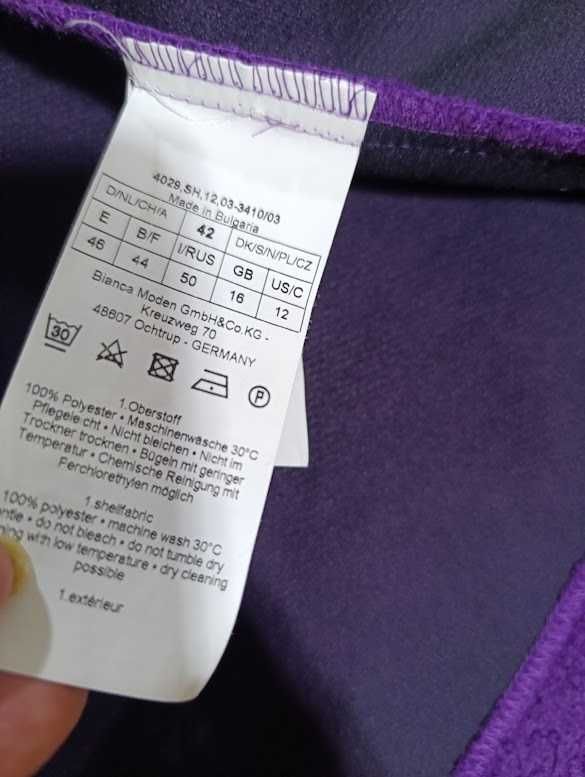 4029.SH.12.03-3410/03
Made in Bulgaria
D/NL/CH/A 42 DK/S/N/PL/CZ
E B/F I/RUS GB US/C
46 44 50 16 12
Bianca Moden GmbH&Co.KG -
Kreuzweg 70
48607 Ochtrup - GERMANY
30 P
1.Oberstoff
100% Polyester • Maschinenwäsche 30°C
Pflegeleicht • Nicht bleichen • Nicht im
Trockner trocknen • Bügeln mit geringer
Temperatur • Chemische Reinigung mit
Perchlorethylen möglich
1.shellfabric
100% polyester • machine wash 30°C
ntle • do not bleach • do not tumble dry
ning with low temperature • dry cleaning
possible
1.extérieur